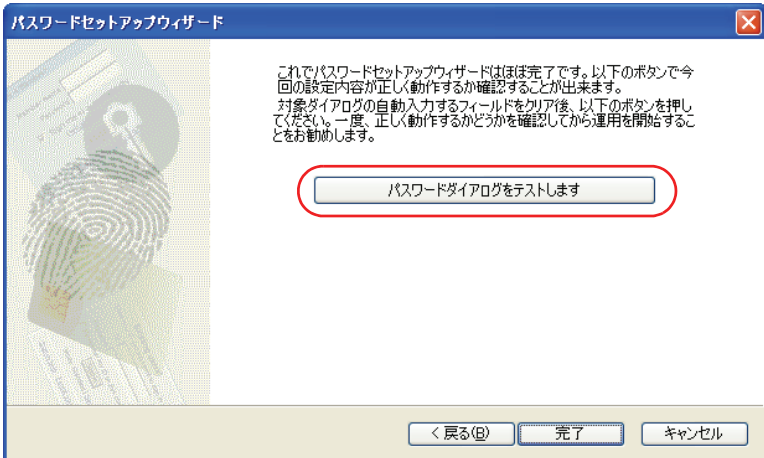 パスワードセットアップウィザード
これでパスワードセットアップウィザードはほぼ完了です。以下のボタンで今
回の設定内容が正しく動作するか確認することが出来ます。
対象ダイアログの自動入力するフィールドをクリア後、以下のボタンを押し
てください。一度、正しく動作するかどうかを確認してから運用を開始するこ
とをお勧めします。
パスワードダイアログをテストします
< 戻る(B)
完了
キャンセル